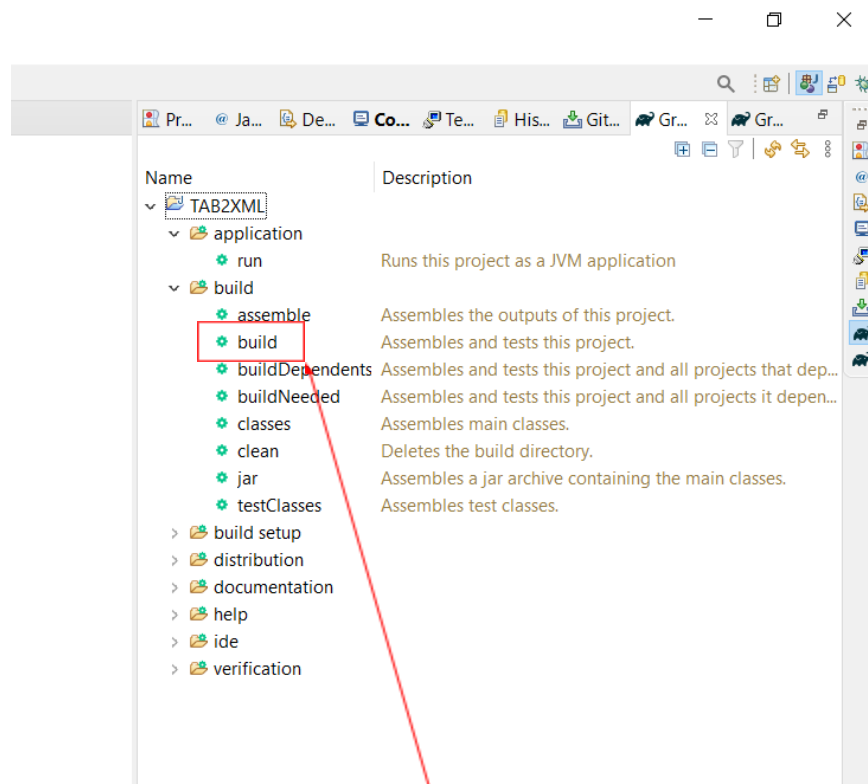 Pr... @ Ja... De... Co... Te... His... Git... Gr... Gr...
Name Description
TAB2XML
application
run Runs this project as a JVM application
build
assemble Assembles the outputs of this project.
build Assembles and tests this project.
buildDependents Assembles and tests this project and all projects that dep...
buildNeeded Assembles and tests this project and all projects it depen...
classes Assembles main classes.
clean Deletes the build directory.
jar Assembles a jar archive containing the main classes.
testClasses Assembles test classes.
build setup
distribution
documentation
help
ide
verification